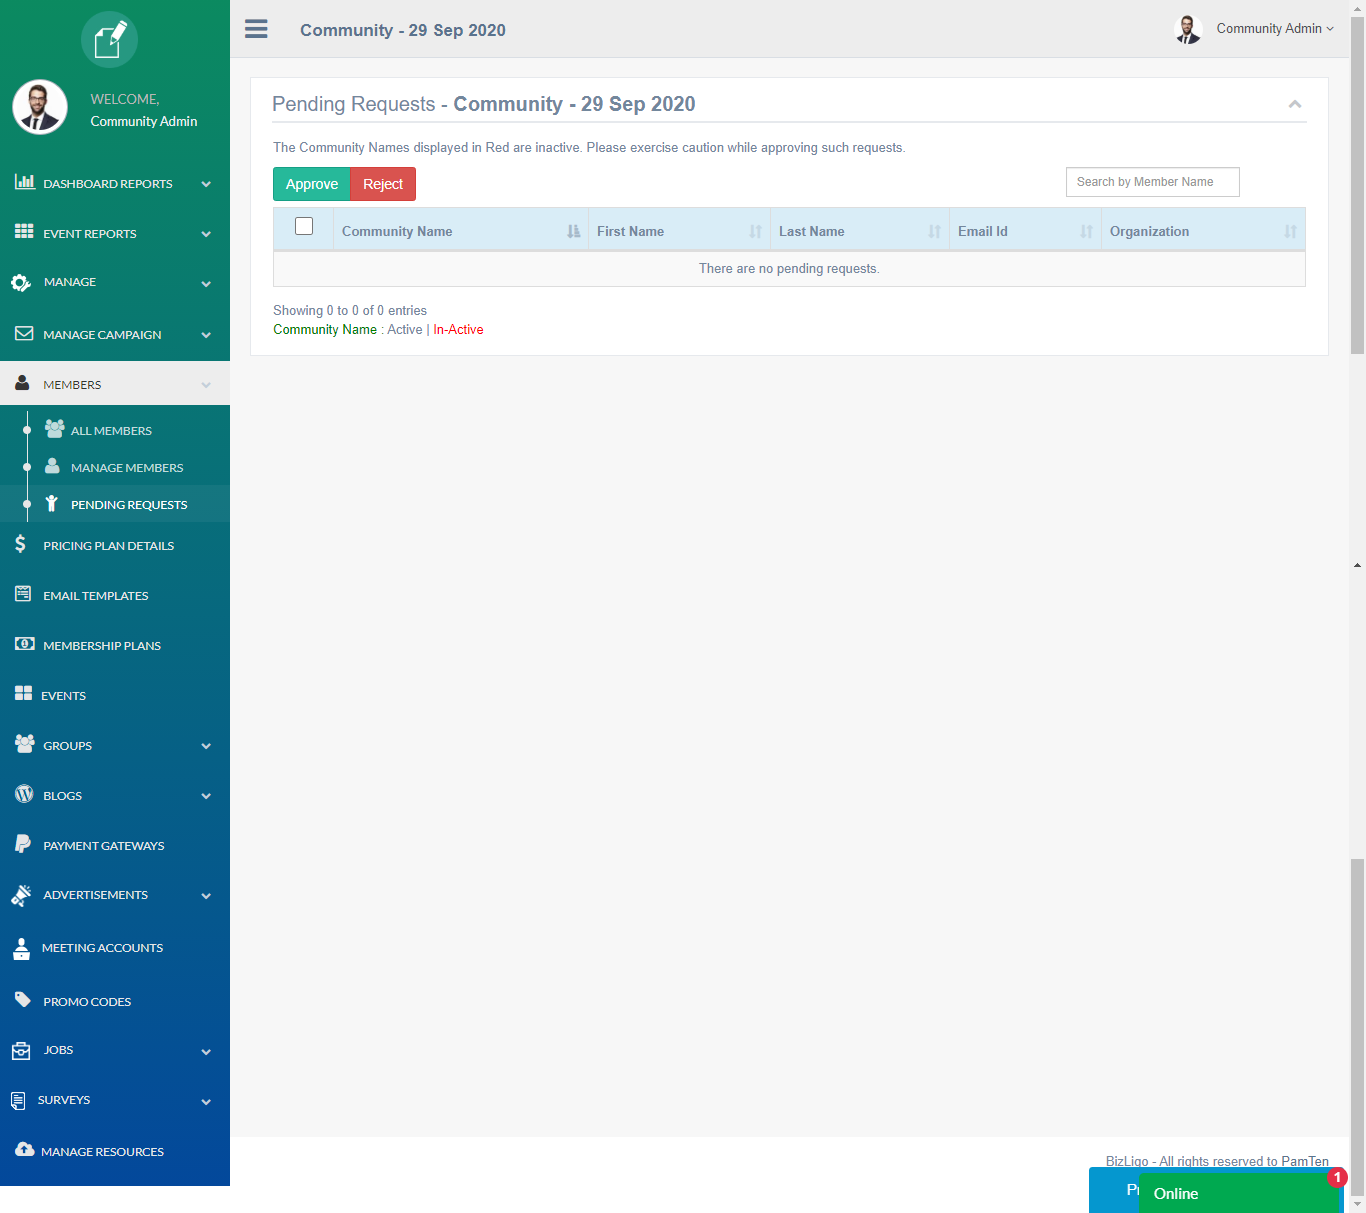 Community - 29 Sep 2020
Community Admin
WELCOME,
Community Admin
DASHBOARD REPORTS
EVENT REPORTS
MANAGE
MANAGE CAMPAIGN
MEMBERS
ALL MEMBERS
MANAGE MEMBERS
PENDING REQUESTS
PRICING PLAN DETAILS
EMAIL TEMPLATES
MEMBERSHIP PLANS
EVENTS
GROUPS
BLOGS
PAYMENT GATEWAYS
ADVERTISEMENTS
MEETING ACCOUNTS
PROMO CODES
JOBS
SURVEYS
MANAGE RESOURCES
Pending Requests - Community - 29 Sep 2020
The Community Names displayed in Red are inactive. Please exercise caution while approving such requests.
Approve Reject
Search by Member Name
Community Name First Name Last Name Email Id Organization
There are no pending requests.
Showing 0 to 0 of 0 entries
Community Name : Active | In-Active
BizLigo - All rights reserved to PamTen
Online
1